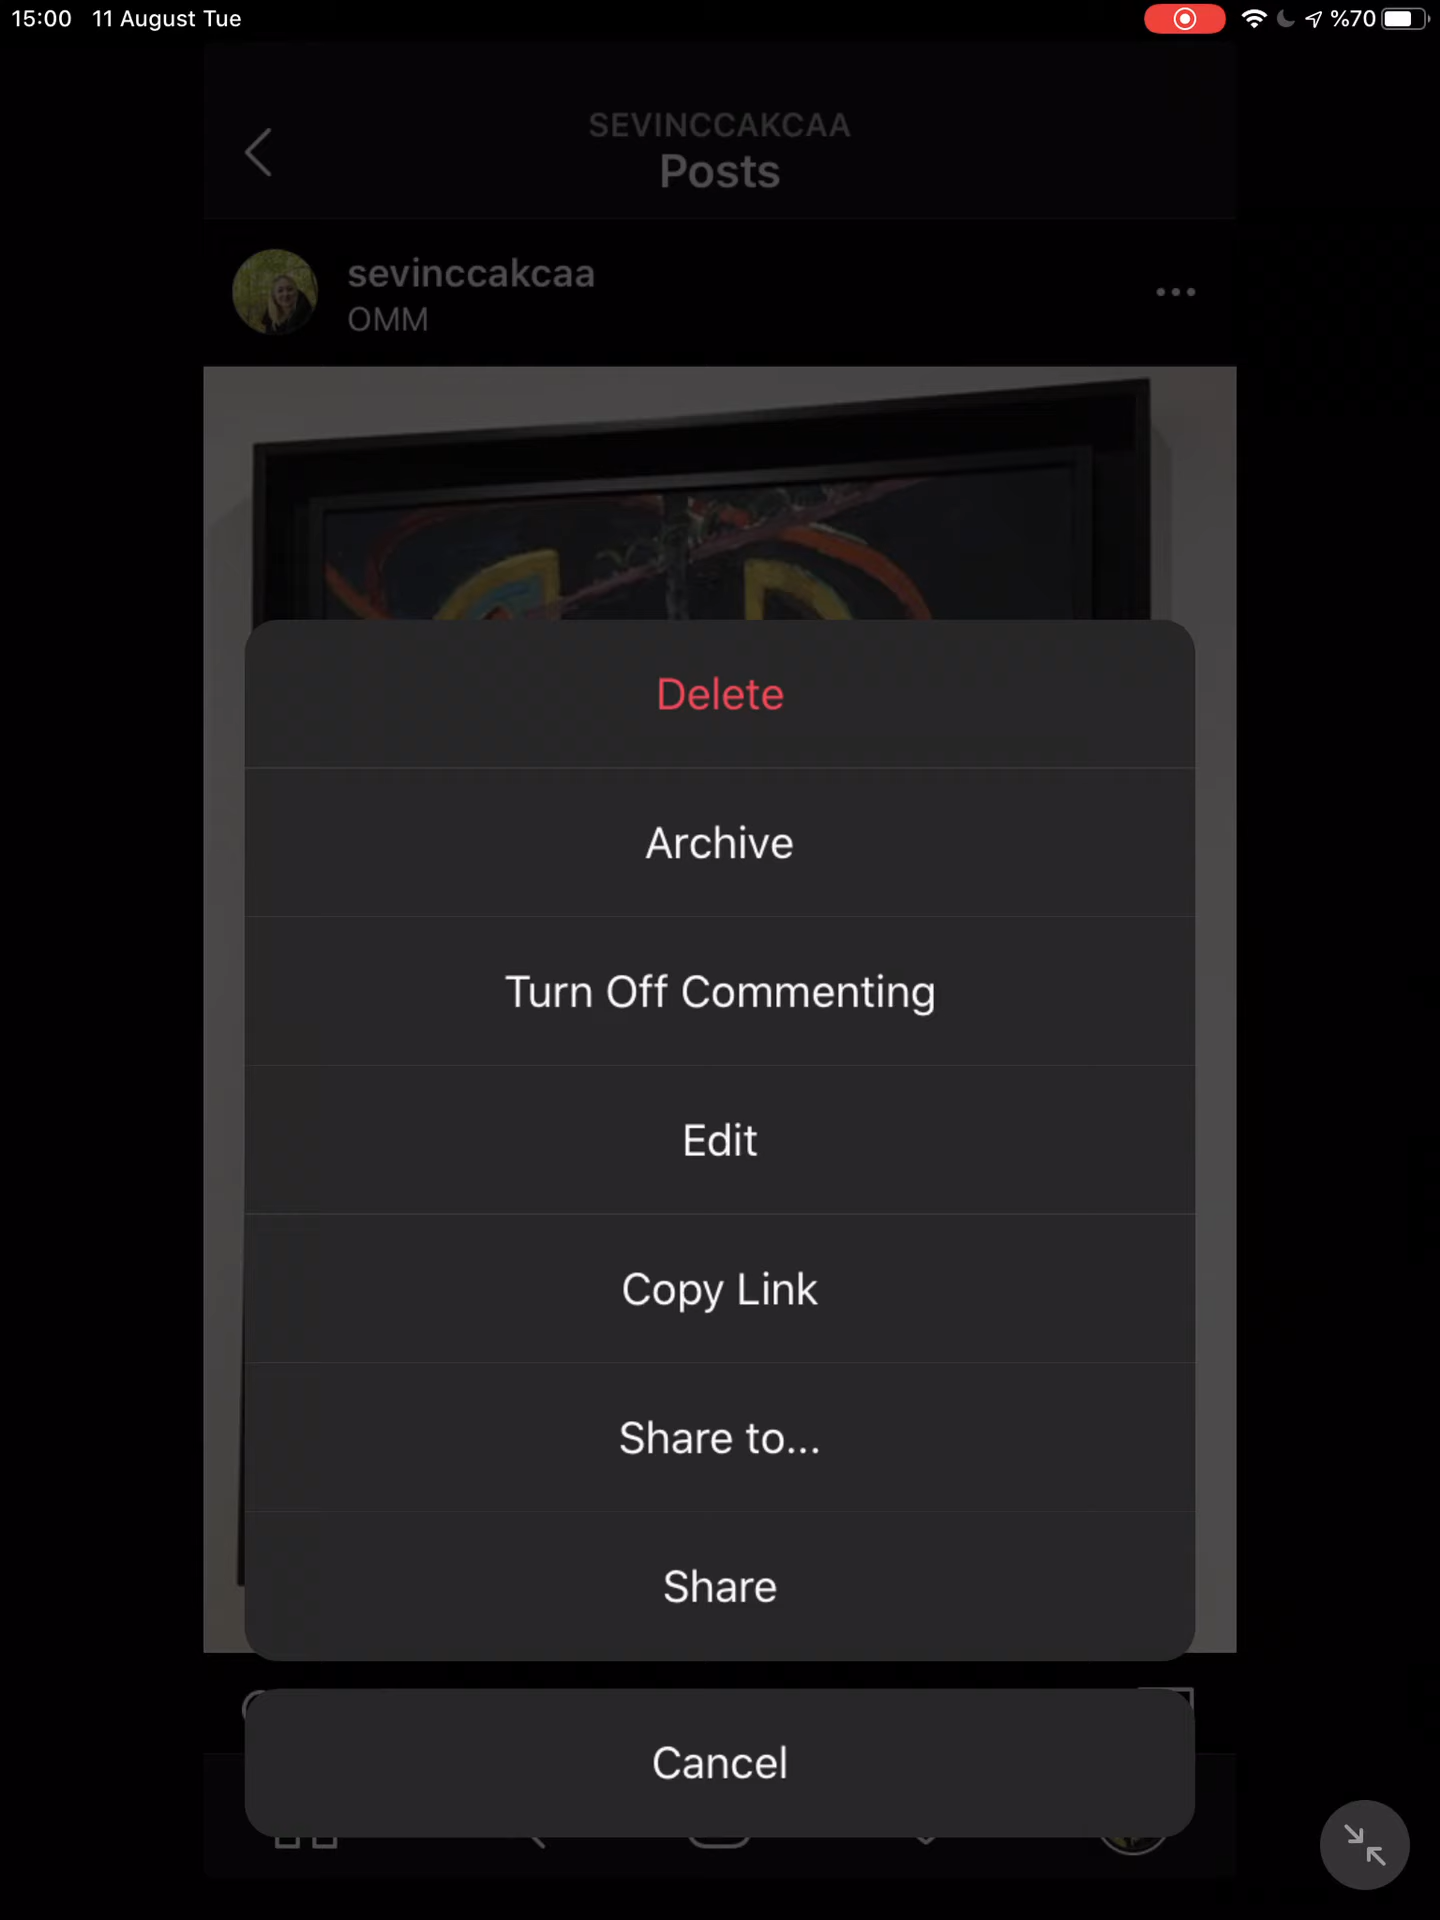 15:00 11 August Tue %70
SEVINCCAKCAA
Posts
sevinccakcaa
OMM
Delete
Archive
Turn Off Commenting
Edit
Copy Link
Share to...
Share
Cancel